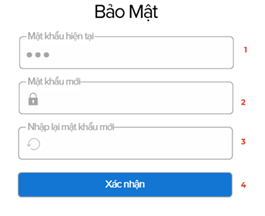 Bảo Mật
Mật khẩu hiện tại
1
Mật khẩu mới
2
Nhập lại mật khẩu mới
3
Xác nhận
4